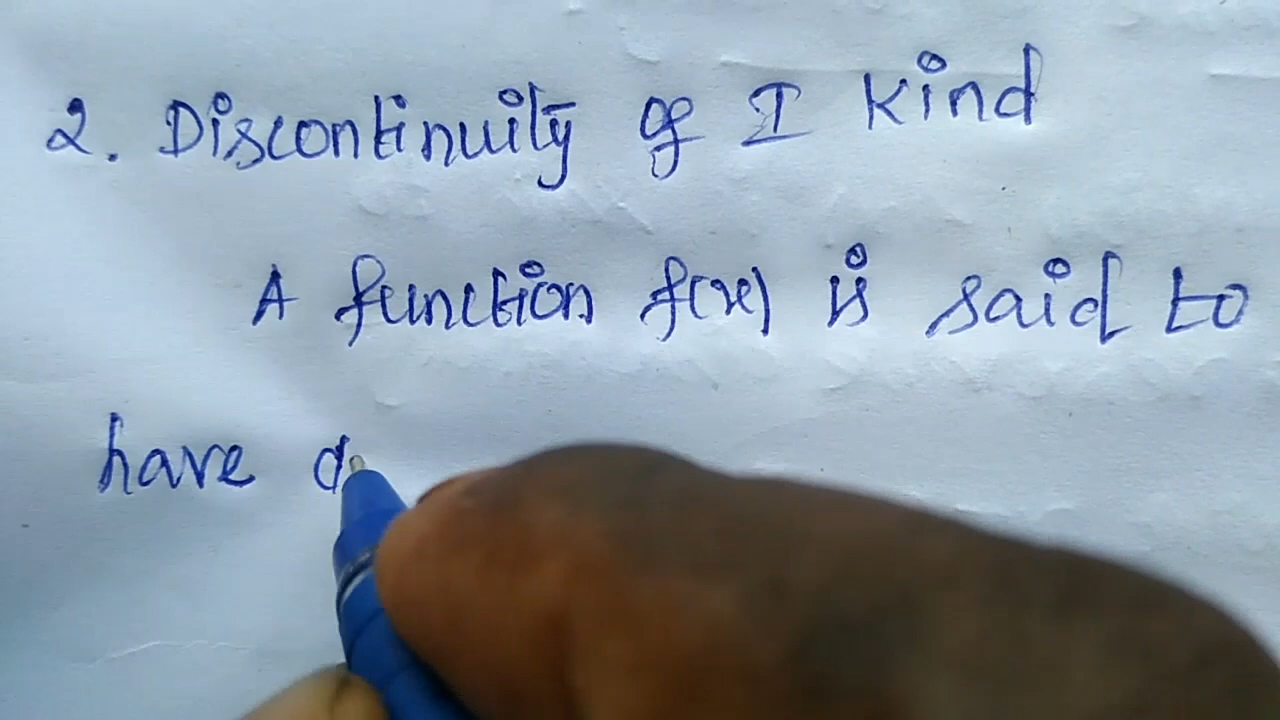 2. Discontinuity of I kind
A function f(x) is said to
have